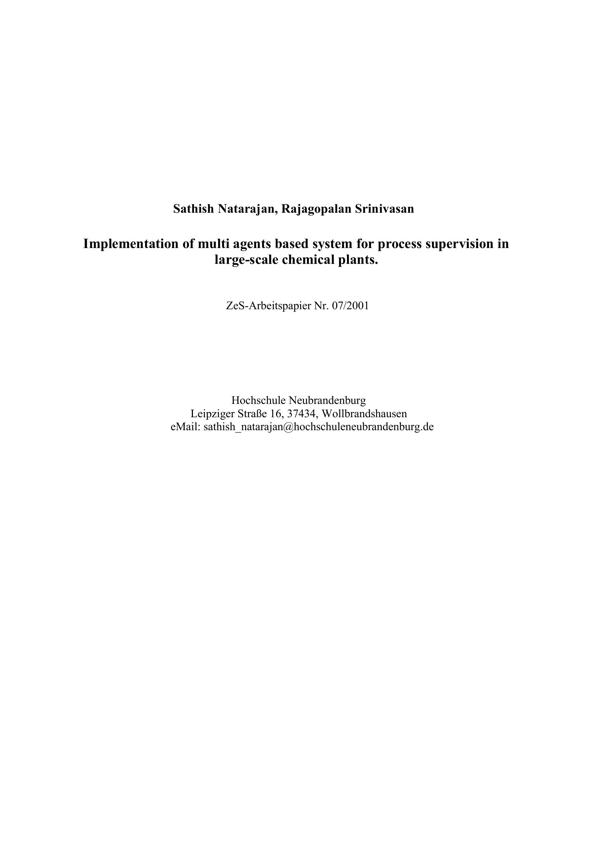 Sathish Natarajan, Rajagopalan Srinivasan
Implementation of multi agents based system for process supervision in
large-scale chemical plants.
ZeS-Arbeitspapier Nr. 07/2001
Hochschule Neubrandenburg
Leipziger Straße 16, 37434, Wollbrandshausen
eMail: sathish_natarajan@hochschuleneubrandenburg.de